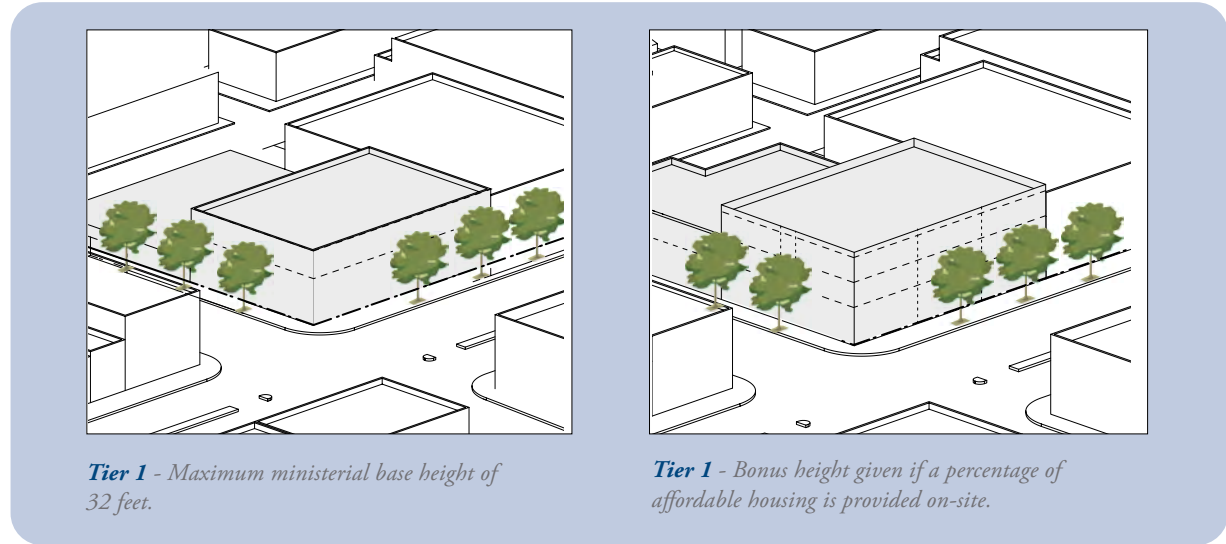 Tier 1 - Maximum ministerial base height of
32 feet.
Tier 1 - Bonus height given if a percentage of
affordable housing is provided on-site.